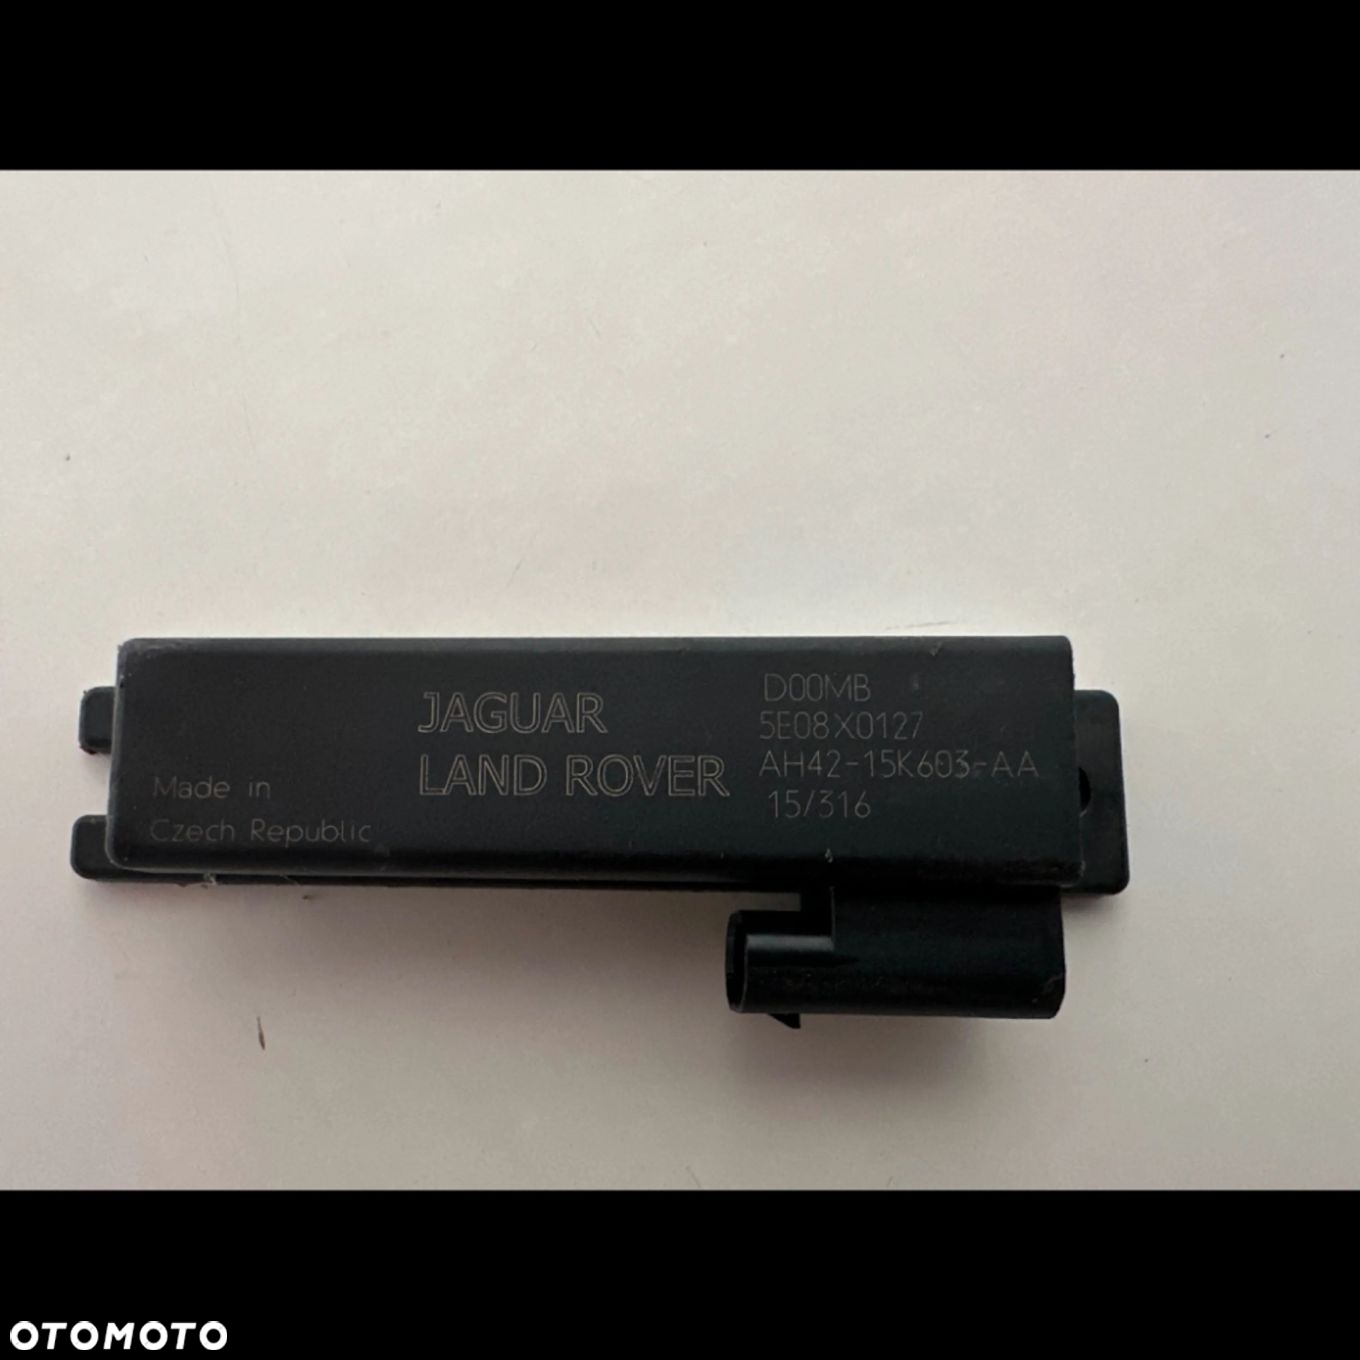 JAGUAR
LAND ROVER
D00MB
5E08X0127
AH42-15K603-AA
15/316
Made in
Czech Republic
OTOMOTO